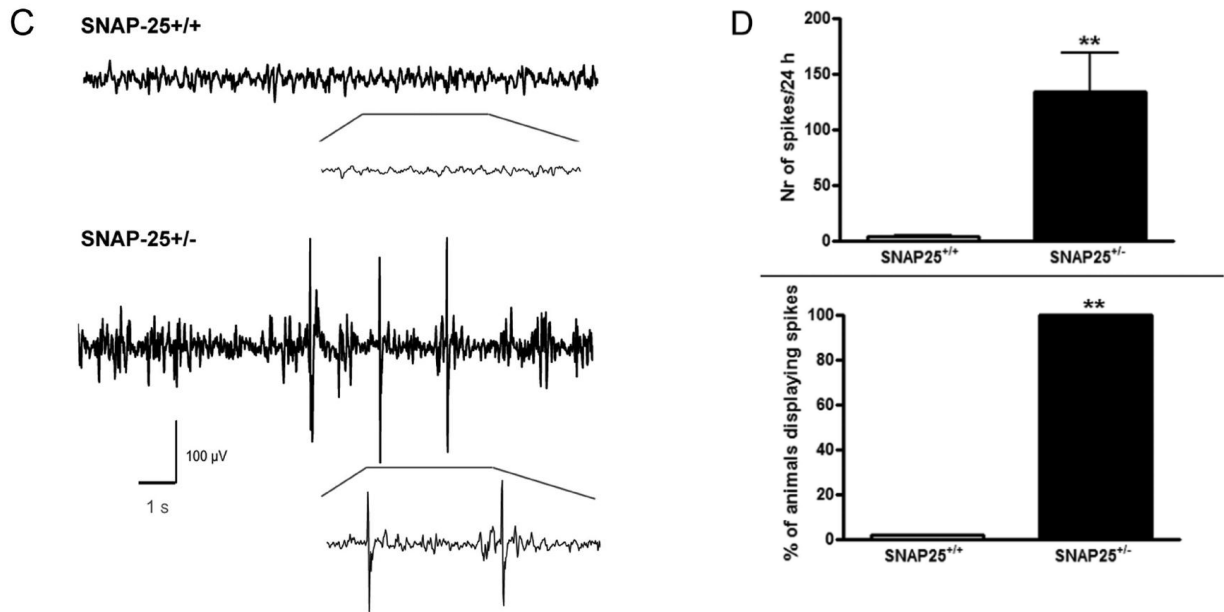 C
SNAP-25+/+
SNAP-25+/-
100 µV
1 s
D
Nr of spikes/24 h
200
150
100
50
0
**
SNAP25+/+ SNAP25+/-
% of animals displaying spikes
100
80
60
40
20
0
**
SNAP25+/+ SNAP25+/-